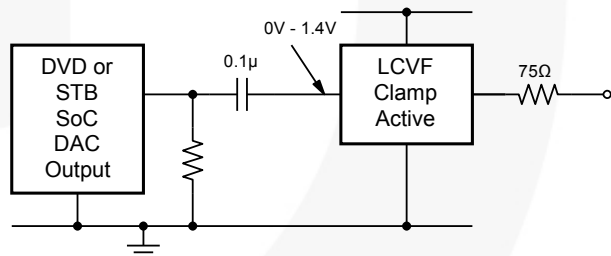 0V - 1.4V
DVD or
STB
SoC
DAC
Output
0.1µ
LCVF
Clamp
Active
75Ω